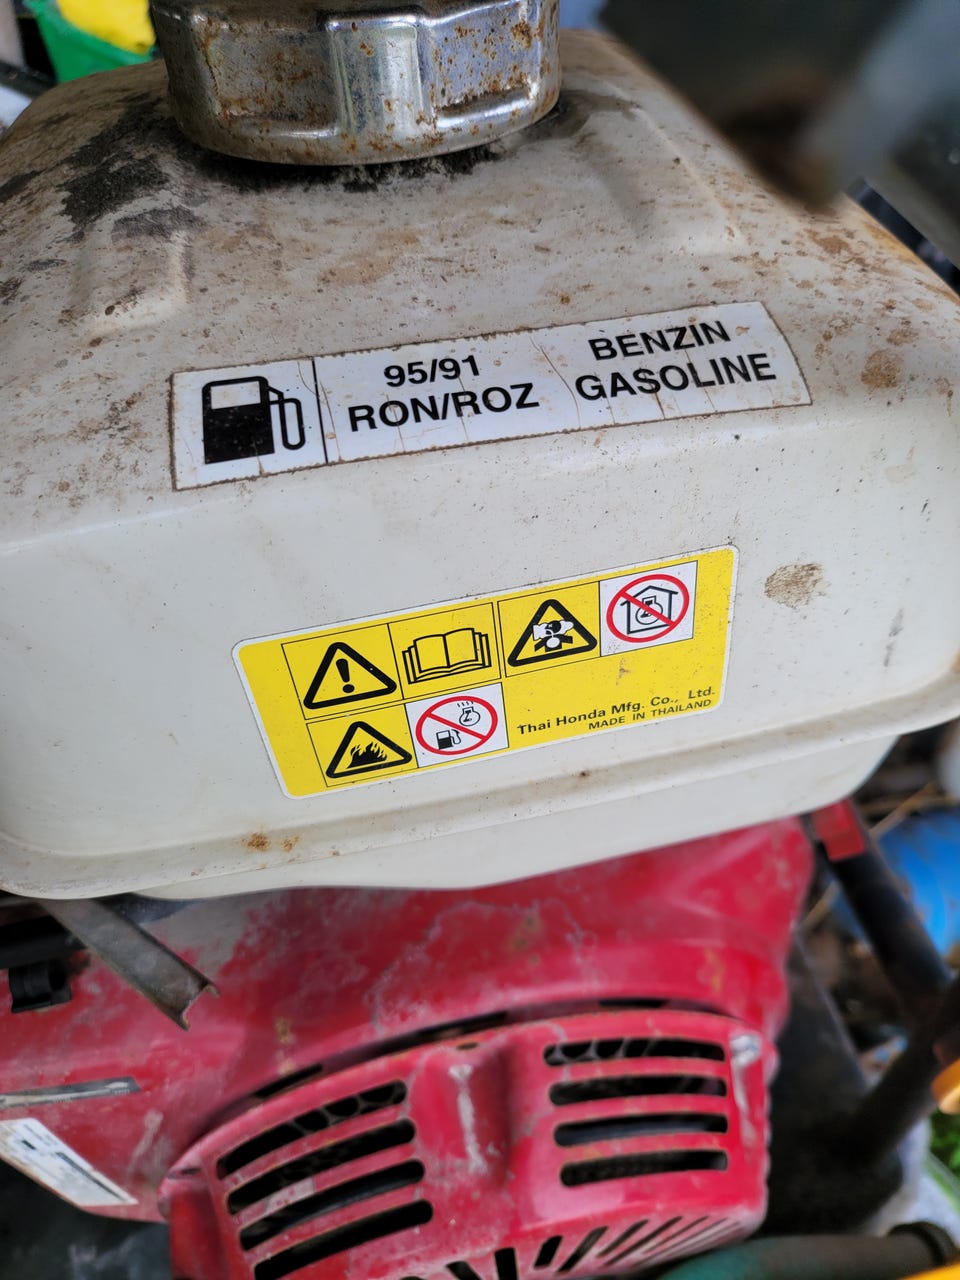 95/91
RON/ROZ
BENZIN
GASOLINE
Thai Honda Mfg. Co., Ltd.
MADE IN THAILAND